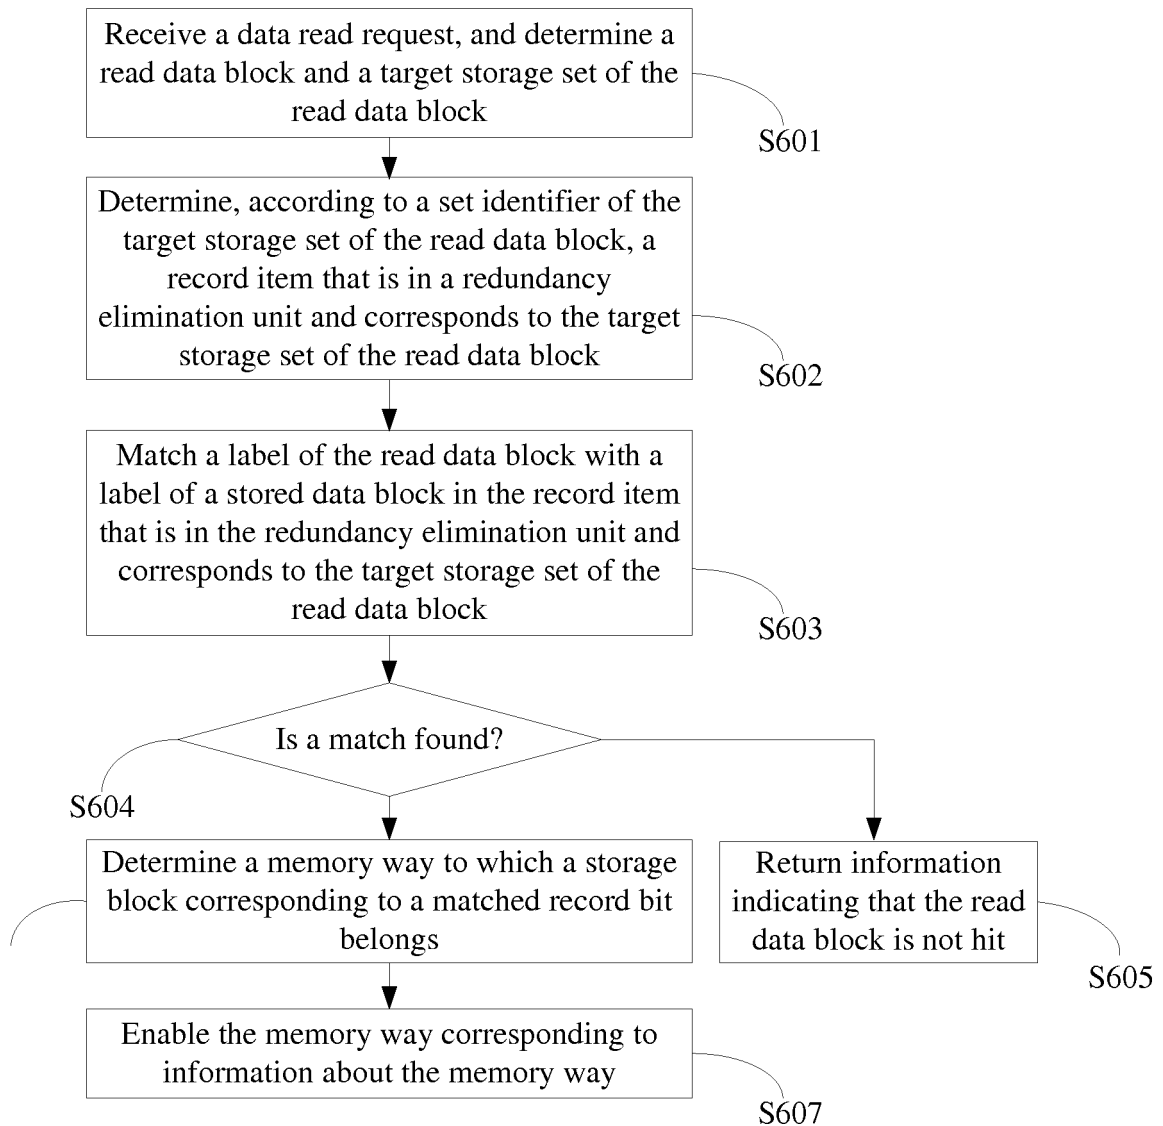 Receive a data read request, and determine a
read data block and a target storage set of the
read data block
S601
Determine, according to a set identifier of the
target storage set of the read data block, a
record item that is in a redundancy
elimination unit and corresponds to the target
storage set of the read data block
S602
Match a label of the read data block with a
label of a stored data block in the record item
that is in the redundancy elimination unit and
corresponds to the target storage set of the
read data block
S603
Is a match found?
S604
Determine a memory way to which a storage
block corresponding to a matched record bit
belongs
Return information
indicating that the read
data block is not hit
S605
Enable the memory way corresponding to
information about the memory way
S607